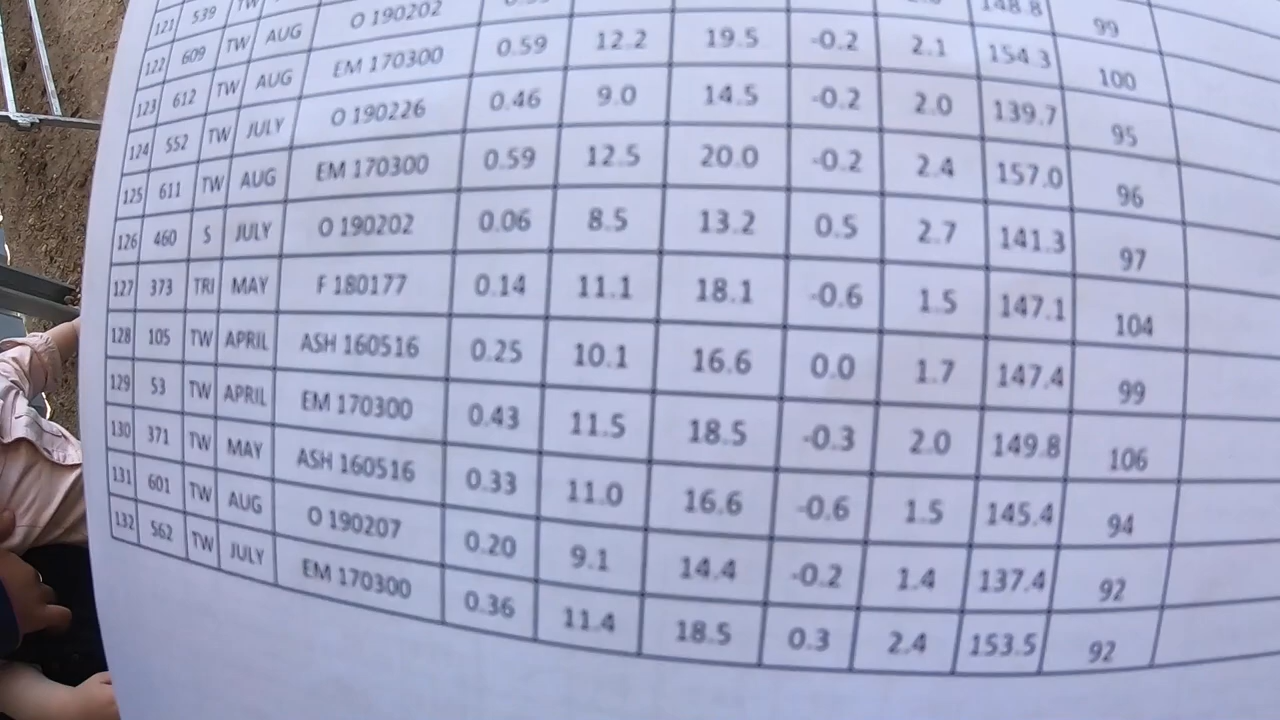 121 539 TW
122 609 TW AUG O 190202 148.8 99
123 612 TW AUG EM 170300 0.59 12.2 19.5 -0.2 2.1 154.3 100
124 552 TW JULY O 190226 0.46 9.0 14.5 -0.2 2.0 139.7 95
125 611 TW AUG EM 170300 0.59 12.5 20.0 -0.2 2.4 157.0 96
126 460 S JULY O 190202 0.06 8.5 13.2 0.5 2.7 141.3 97
127 373 TRI MAY F 180177 0.14 11.1 18.1 -0.6 1.5 147.1 104
128 105 TW APRIL ASH 160516 0.25 10.1 16.6 0.0 1.7 147.4 99
129 53 TW APRIL EM 170300 0.43 11.5 18.5 -0.3 2.0 149.8 106
130 371 TW MAY ASH 160516 0.33 11.0 16.6 -0.6 1.5 145.4 94
131 601 TW AUG O 190207 0.20 9.1 14.4 -0.2 1.4 137.4 92
132 562 TW JULY EM 170300 0.36 11.4 18.5 0.3 2.4 153.5 92